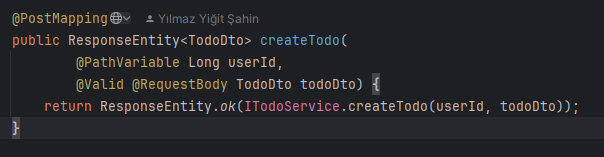 @PostMapping Yılmaz Yiğit Şahin
public ResponseEntity<TodoDto> createTodo(
@PathVariable Long userId,
@Valid @RequestBody TodoDto todoDto) {
return ResponseEntity.ok(ITodoService.createTodo(userId, todoDto));
}